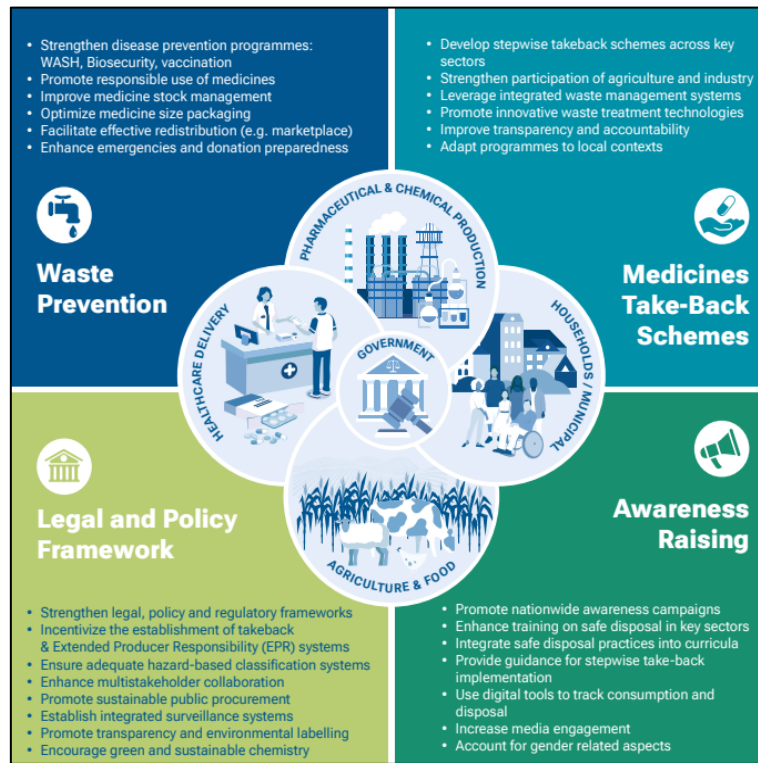 • Strengthen disease prevention programmes:
WASH, Biosecurity, vaccination
• Promote responsible use of medicines
• Improve medicine stock management
• Optimize medicine size packaging
• Facilitate effective redistribution (e.g. marketplace)
• Enhance emergencies and donation preparedness
Waste
Prevention
• Develop stepwise takeback schemes across key
sectors
• Strengthen participation of agriculture and industry
• Leverage integrated waste management systems
• Promote innovative waste treatment technologies
• Improve transparency and accountability
• Adapt programmes to local contexts
Medicines
Take-Back
Schemes
PHARMACEUTICAL & CHEMICAL PRODUCTION
HEALTHCARE DELIVERY
GOVERNMENT
HOUSEHOLDS / MUNICIPAL
AGRICULTURE & FOOD
Legal and Policy
Framework
• Strengthen legal, policy and regulatory frameworks
• Incentivize the establishment of takeback
& Extended Producer Responsibility (EPR) systems
• Ensure adequate hazard-based classification systems
• Enhance multistakeholder collaboration
• Promote sustainable public procurement
• Establish integrated surveillance systems
• Promote transparency and environmental labelling
• Encourage green and sustainable chemistry
Awareness
Raising
• Promote nationwide awareness campaigns
• Enhance training on safe disposal in key sectors
• Integrate safe disposal practices into curricula
• Provide guidance for stepwise take-back
implementation
• Use digital tools to track consumption and
disposal
• Increase media engagement
• Account for gender related aspects